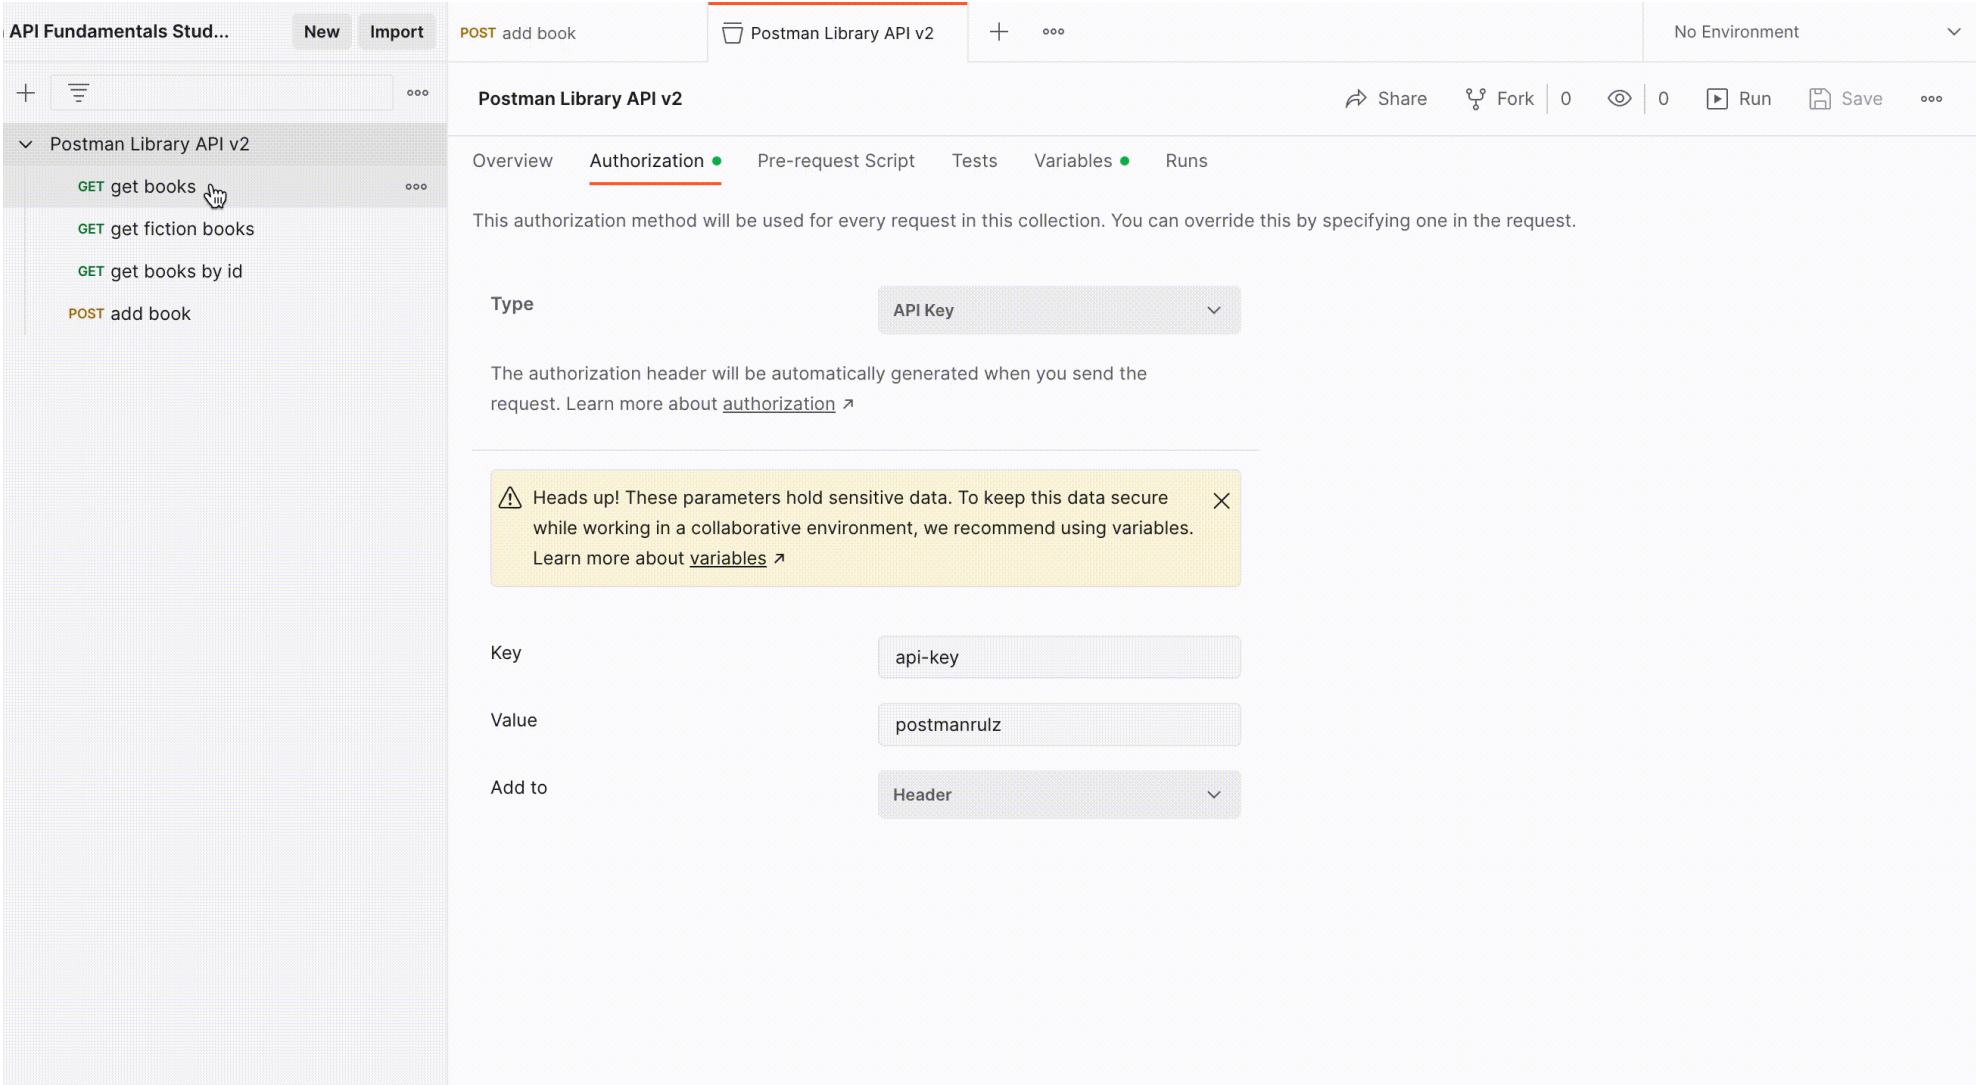 API Fundamentals Stud...
New
Import
POST add book
Postman Library API v2
No Environment
Postman Library API v2
Share
Fork
0
0
Run
Save
Postman Library API v2
GET get books
GET get fiction books
GET get books by id
POST add book
Overview
Authorization
Pre-request Script
Tests
Variables
Runs
This authorization method will be used for every request in this collection. You can override this by specifying one in the request.
Type
API Key
The authorization header will be automatically generated when you send the
request. Learn more about authorization ↗
Heads up! These parameters hold sensitive data. To keep this data secure
while working in a collaborative environment, we recommend using variables.
Learn more about variables ↗
Key
api-key
Value
postmanrulz
Add to
Header